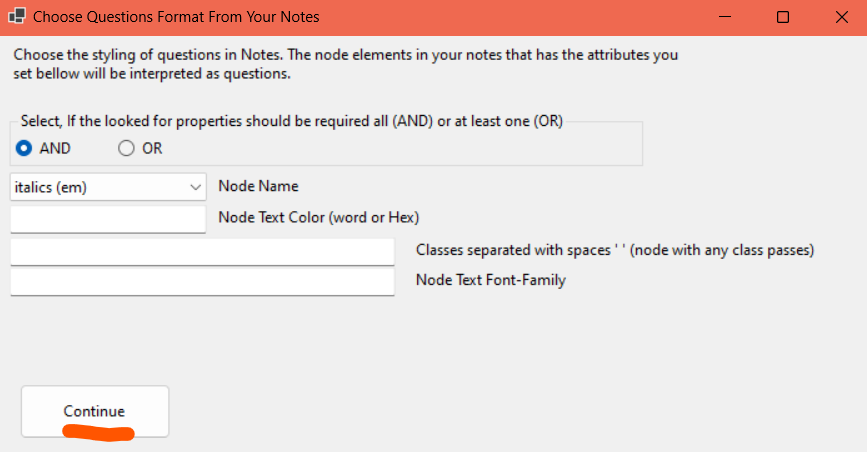 Choose Questions Format From Your Notes
Choose the styling of questions in Notes. The node elements in your notes that has the attributes you
set bellow will be interpreted as questions.
Select, If the looked for properties should be required all (AND) or at least one (OR)
AND OR
italics (em) Node Name
Node Text Color (word or Hex)
Classes separated with spaces ' ' (node with any class passes)
Node Text Font-Family
Continue